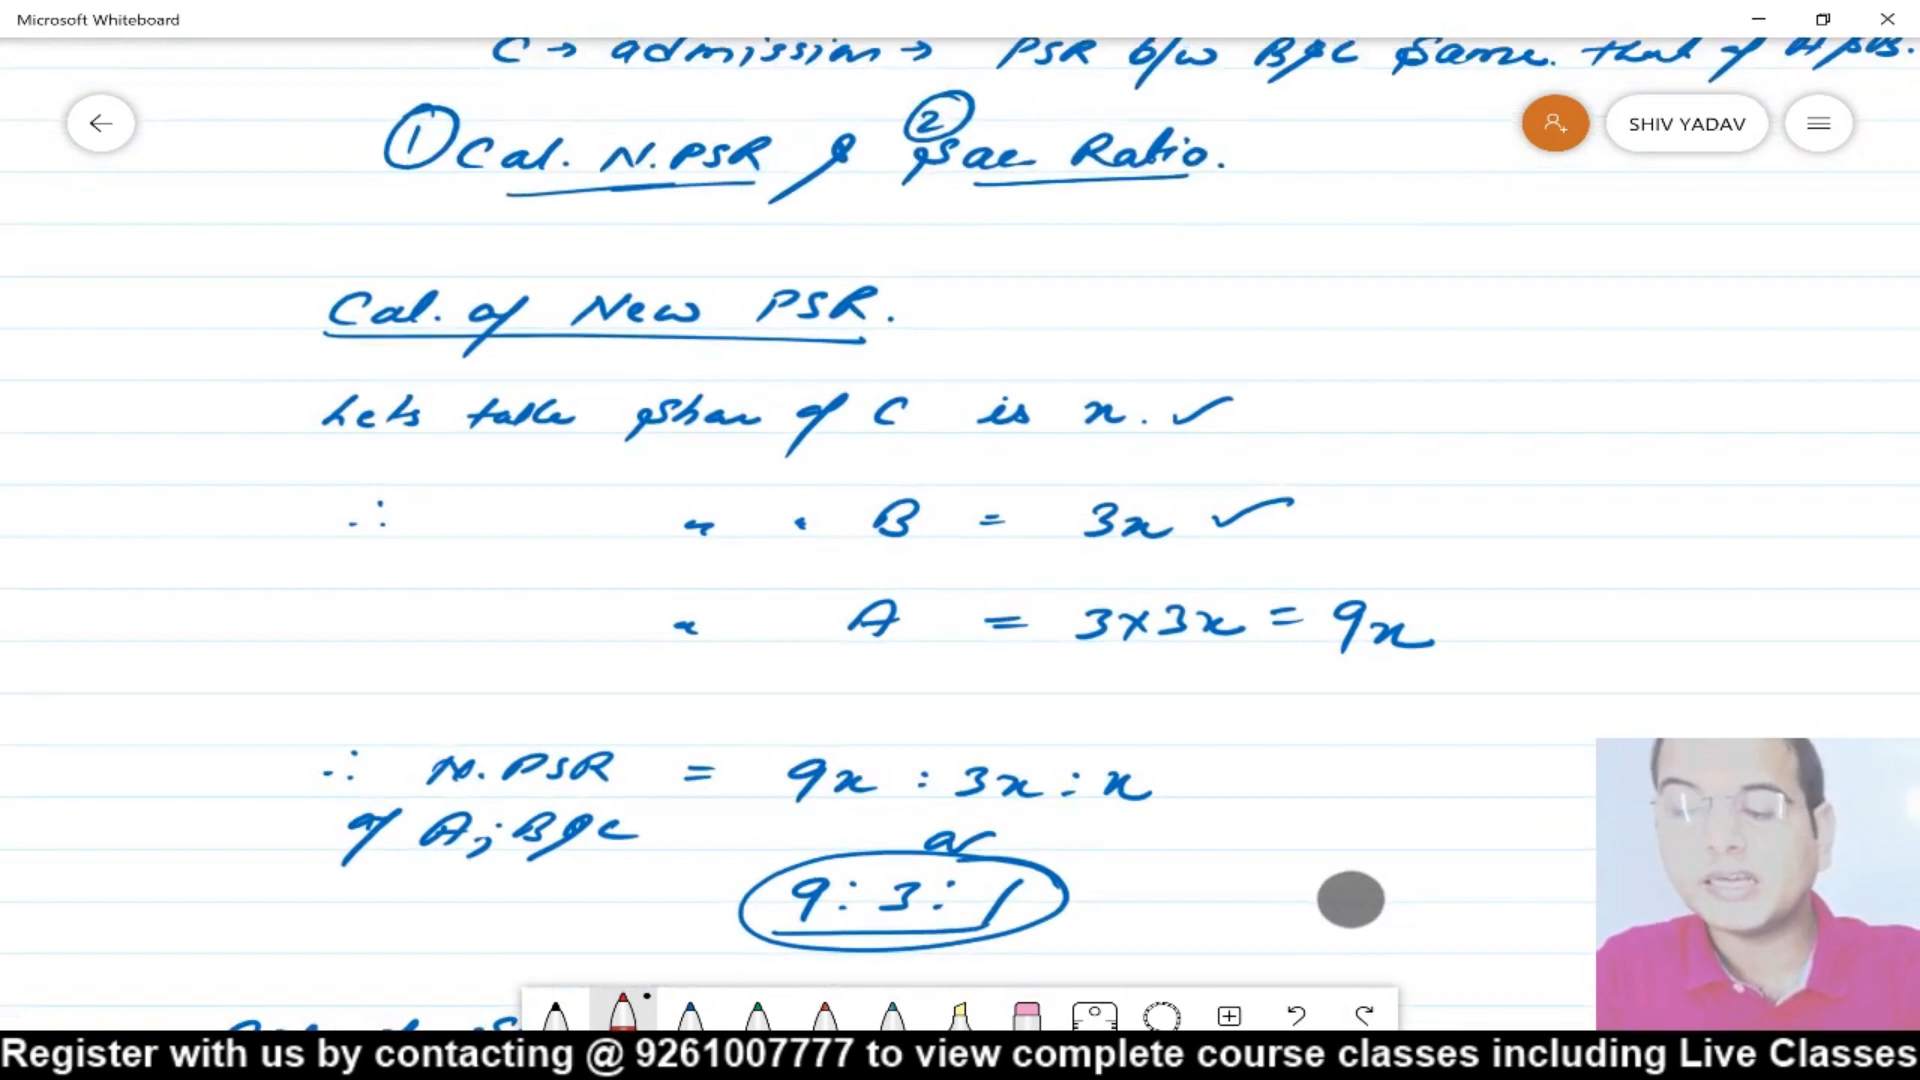 Microsoft Whiteboard
C → admission → PSR b/w B & C same that of A & B.
① Cal. N.PSR & ② Sac Ratio.
SHIV YADAV
Cal. of New PSR.
Lets take share of C is x. ✓
∴ " " B = 3x ✓
" A = 3×3x = 9x
∴ N.PSR = 9x : 3x : x
of A, B & C
or
9 : 3 : 1
Register with us by contacting @ 9261007777 to view complete course classes including Live Classes